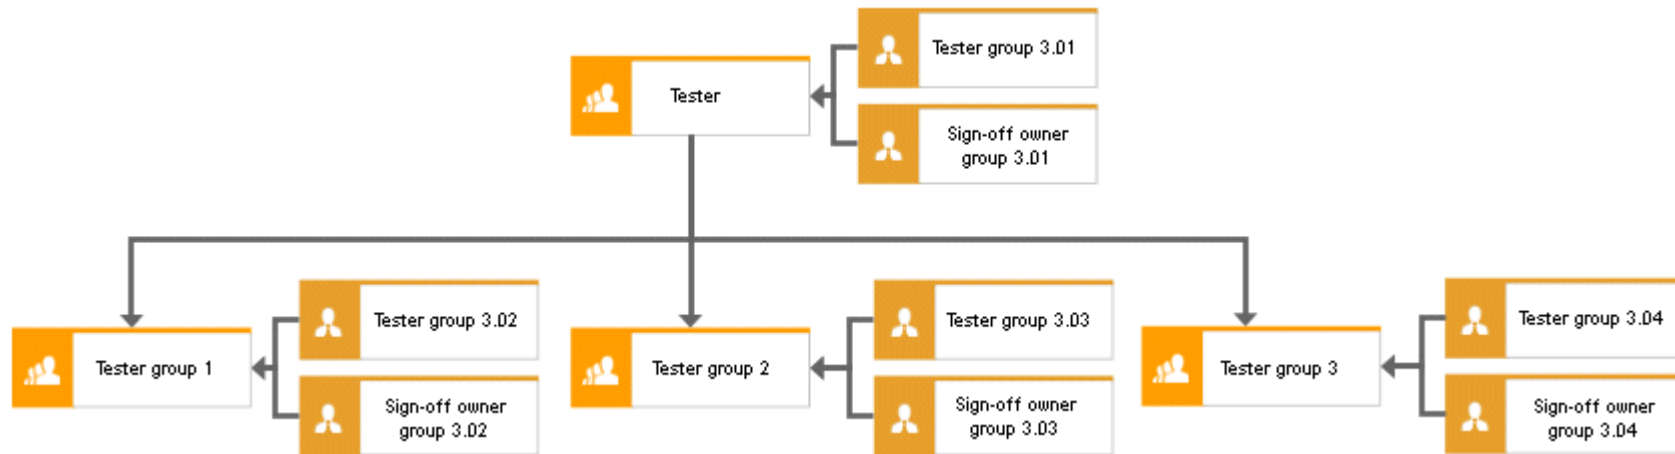 Tester
Tester group 3.01
Sign-off owner
group 3.01
Tester group 1
Tester group 3.02
Sign-off owner
group 3.02
Tester group 2
Tester group 3.03
Sign-off owner
group 3.03
Tester group 3
Tester group 3.04
Sign-off owner
group 3.04